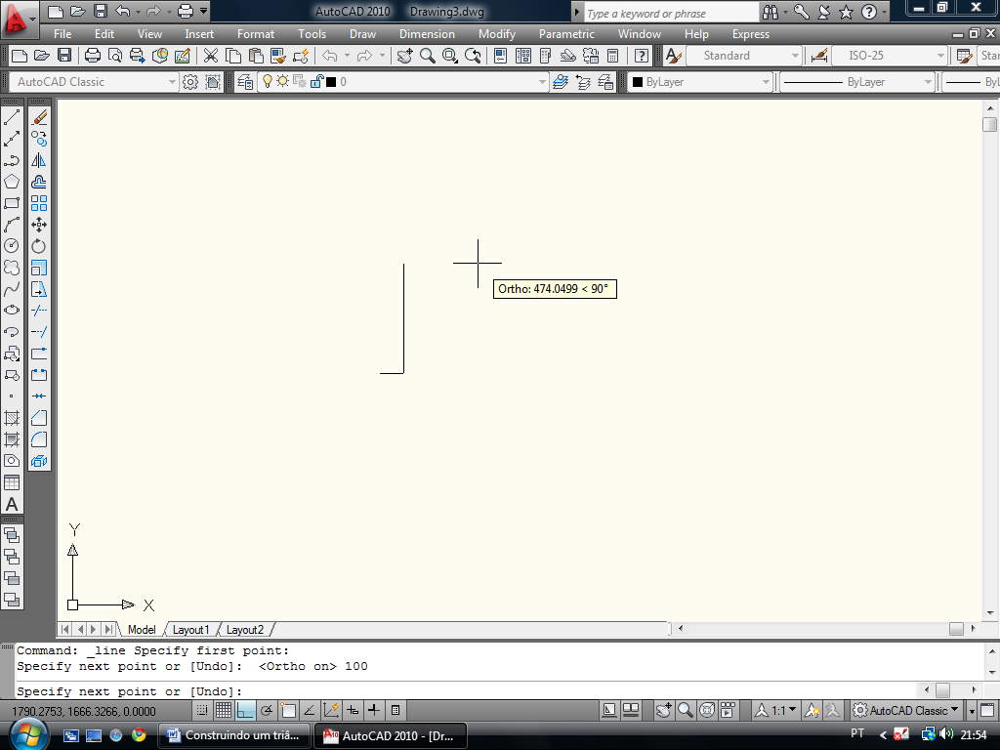 AutoCAD 2010 Drawing3.dwg
Type a keyword or phrase
File Edit View Insert Format Tools Draw Dimension Modify Parametric Window Help Express
Standard ISO-25 Stan
AutoCAD Classic 0 ByLayer ByLayer By
Ortho: 474.0499 < 90°
A
Y
X
Model Layout1 Layout2
Command: _line Specify first point:
Specify next point or [Undo]: <Ortho on> 100
Specify next point or [Undo]:
1790.2753, 1666.3266, 0.0000 1:1 AutoCAD Classic
Construindo um triâ... AutoCAD 2010 - [Dr... PT < 21:54